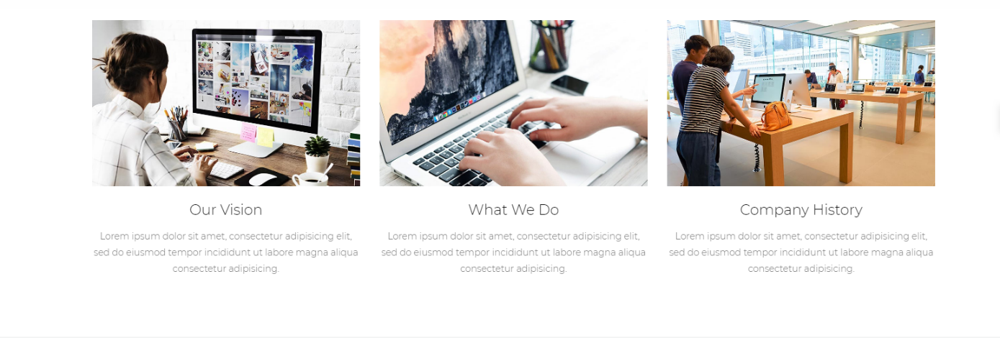 Our Vision
Lorem ipsum dolor sit amet, consectetur adipisicing elit,
sed do eiusmod tempor incididunt ut labore magna aliqua
consectetur adipisicing.
What We Do
Lorem ipsum dolor sit amet, consectetur adipisicing elit,
sed do eiusmod tempor incididunt ut labore magna aliqua
consectetur adipisicing.
Company History
Lorem ipsum dolor sit amet, consectetur adipisicing elit,
sed do eiusmod tempor incididunt ut labore magna aliqua
consectetur adipisicing.